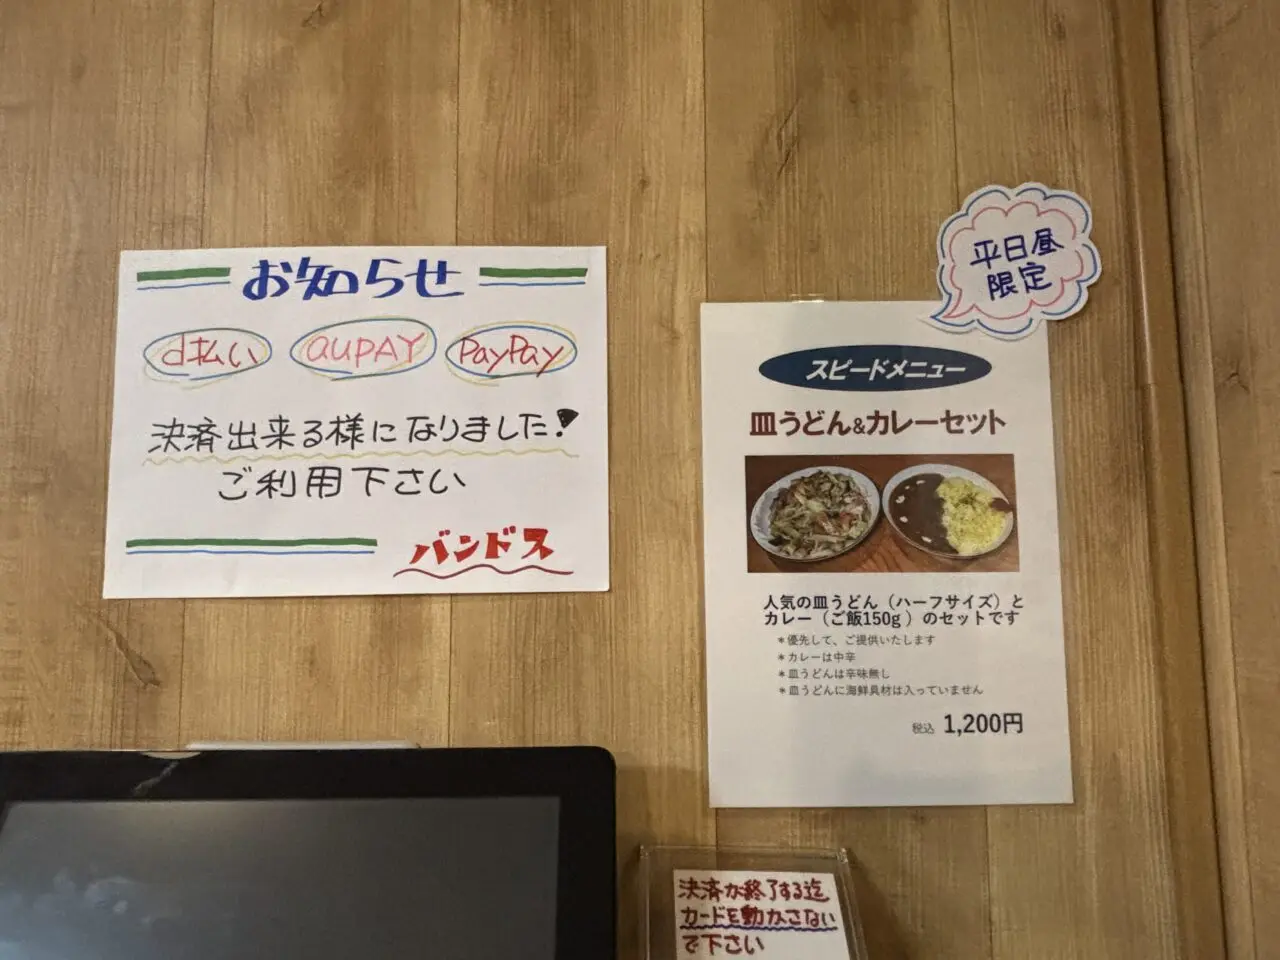 お知らせ
d払い
auPAY
PayPay
決済出来る様になりました!
ご利用下さい
バンドス
平日昼
限定
スピードメニュー
皿うどん&カレーセット
人気の皿うどん（ハーフサイズ）と
カレー（ご飯150g）のセットです
＊優先して、ご提供いたします
＊カレーは中辛
＊皿うどんは辛味無し
＊皿うどんに海鮮具材は入っていません
税込 1,200円
決済が終了する迄
カードを動かさない
で下さい